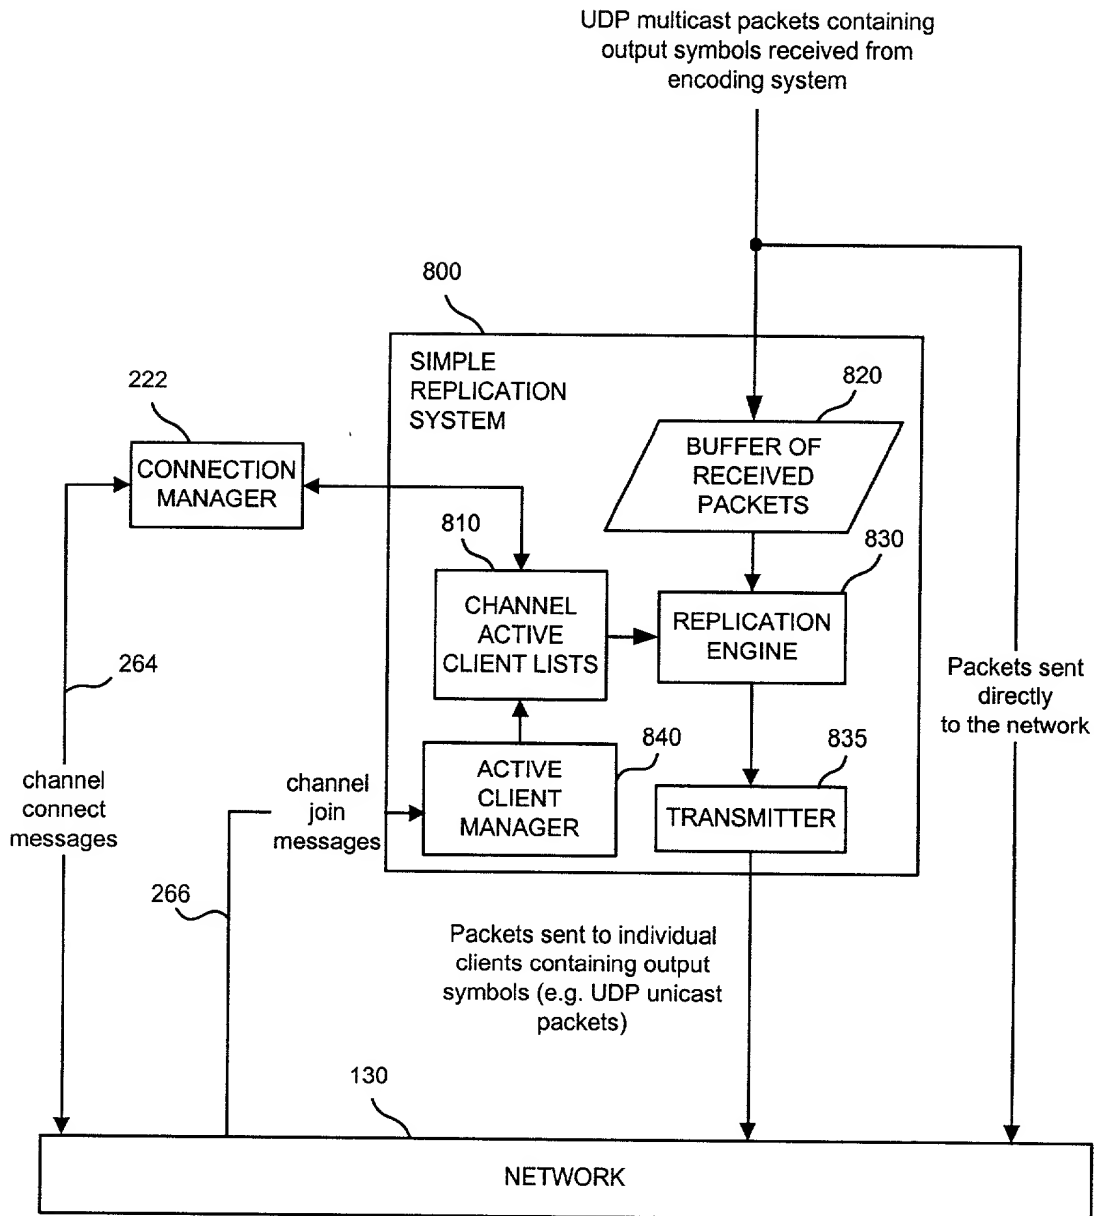 UDP multicast packets containing
output symbols received from
encoding system
800
SIMPLE
REPLICATION
SYSTEM
222
CONNECTION
MANAGER
820
BUFFER OF
RECEIVED
PACKETS
810
CHANNEL
ACTIVE
CLIENT LISTS
830
REPLICATION
ENGINE
264
Packets sent
directly
to the network
840
ACTIVE
CLIENT
MANAGER
835
TRANSMITTER
channel
connect
messages
channel
join
messages
266
Packets sent to individual
clients containing output
symbols (e.g. UDP unicast
packets)
130
NETWORK